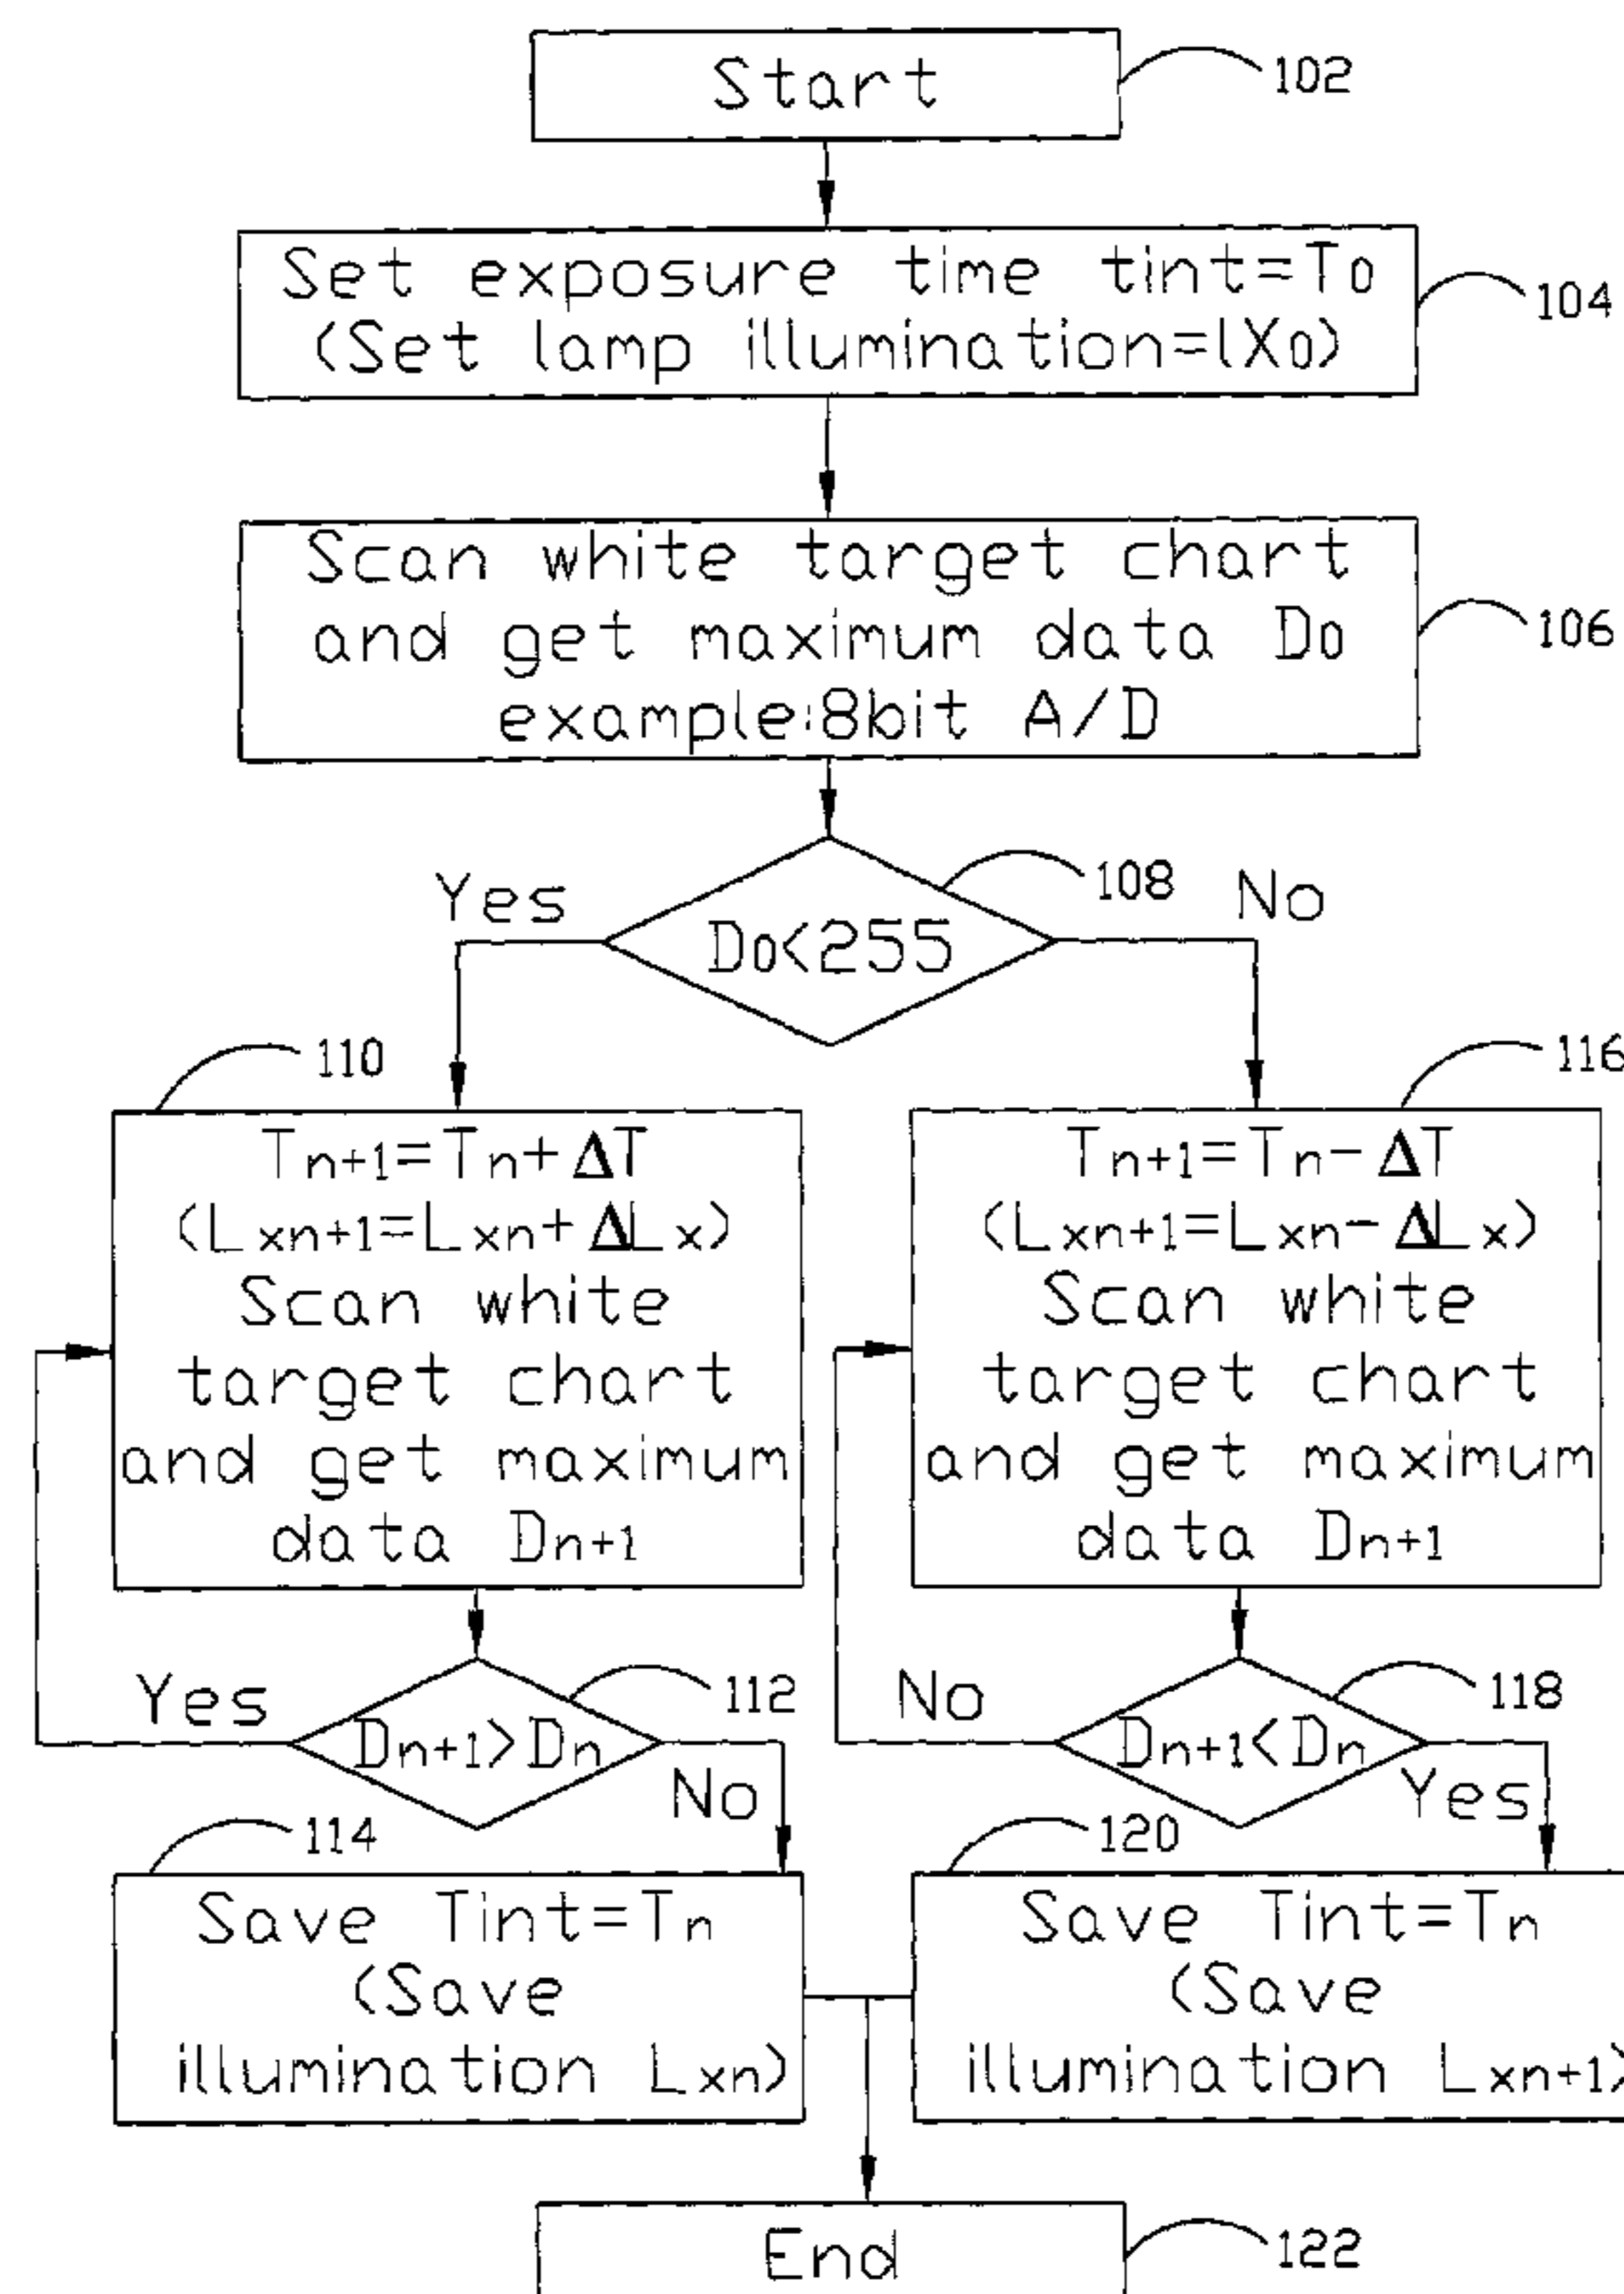 Start
102
Set exposure time tint=T0
(Set lamp illumination=lX0)
104
Scan white target chart
and get maximum data D0
example:8bit A/D
106
Yes
D0<255
108
No
110
Tn+1=Tn+ΔT
(Lxn+1=Lxn+ΔLx)
Scan white
target chart
and get maximum
data Dn+1
116
Tn+1=Tn-ΔT
(Lxn+1=Lxn-ΔLx)
Scan white
target chart
and get maximum
data Dn+1
Yes
Dn+1>Dn
112
No
No
Dn+1<Dn
118
Yes
114
Save Tint=Tn
(Save
illumination Lxn)
120
Save Tint=Tn
(Save
illumination Lxn+1)
End
122